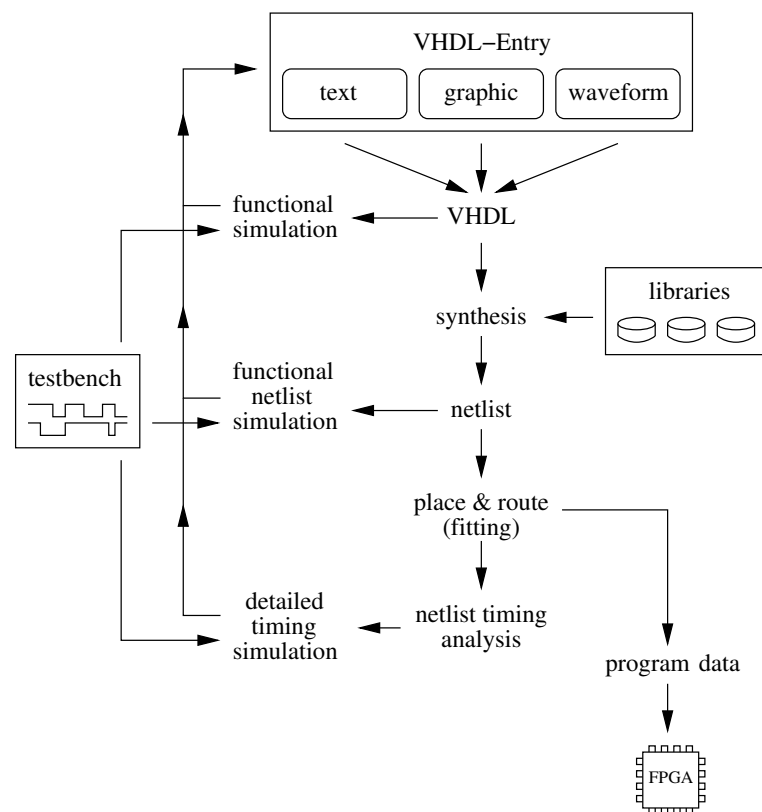 VHDL–Entry
text
graphic
waveform
functional
simulation
VHDL
libraries
synthesis
testbench
functional
netlist
simulation
netlist
place & route
(fitting)
detailed
timing
simulation
netlist timing
analysis
program data
FPGA